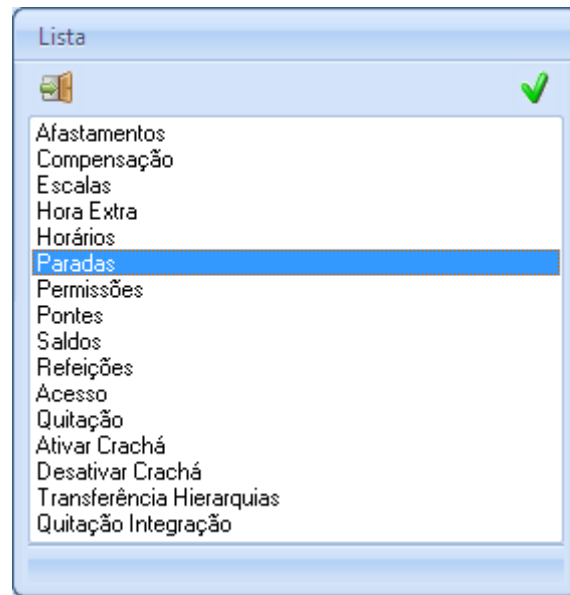 Lista
Afastamentos
Compensação
Escalas
Hora Extra
Horários
Paradas
Permissões
Pontes
Saldos
Refeições
Acesso
Quitação
Ativar Crachá
Desativar Crachá
Transferência Hierarquias
Quitação Integração